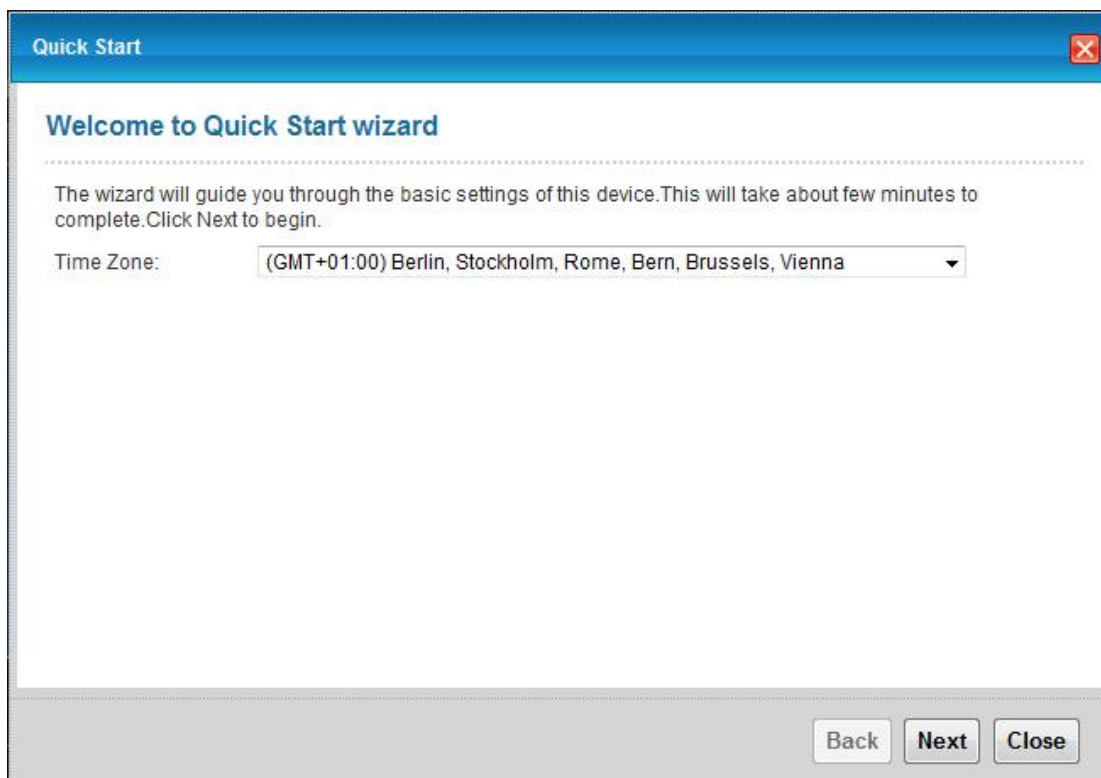 Quick Start
Welcome to Quick Start wizard
The wizard will guide you through the basic settings of this device.This will take about few minutes to
complete.Click Next to begin.
Time Zone: (GMT+01:00) Berlin, Stockholm, Rome, Bern, Brussels, Vienna
Back Next Close